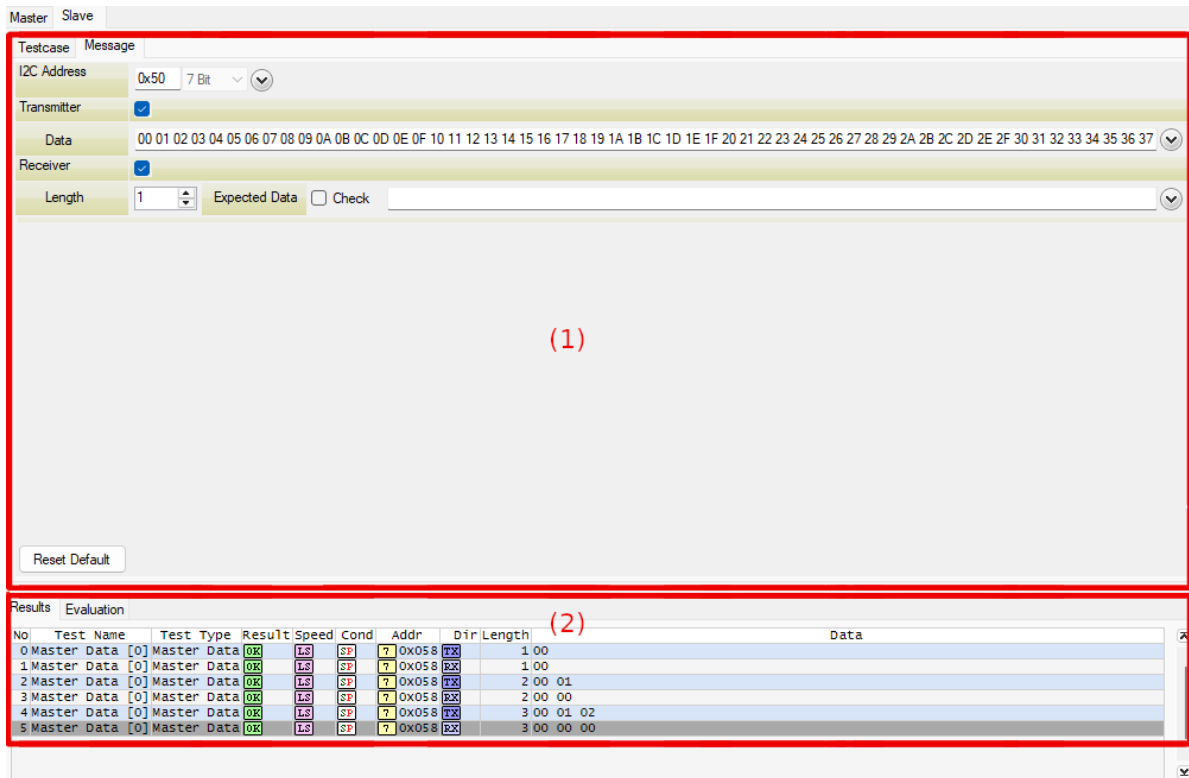 Master Slave
Testcase Message
I2C Address 0x50 7 Bit
Transmitter
Data 00 01 02 03 04 05 06 07 08 09 0A 0B 0C 0D 0E 0F 10 11 12 13 14 15 16 17 18 19 1A 1B 1C 1D 1E 1F 20 21 22 23 24 25 26 27 28 29 2A 2B 2C 2D 2E 2F 30 31 32 33 34 35 36 37
Receiver
Length 1 Expected Data Check
(1)
Reset Default
Results Evaluation
(2)
No Test Name Test Type Result Speed Cond Addr Dir Length Data
0 Master Data [0] Master Data OK LS SP 7 0x058 TX 1 00
1 Master Data [0] Master Data OK LS SP 7 0x058 RX 1 00
2 Master Data [0] Master Data OK LS SP 7 0x058 TX 2 00 01
3 Master Data [0] Master Data OK LS SP 7 0x058 RX 2 00 00
4 Master Data [0] Master Data OK LS SP 7 0x058 TX 3 00 01 02
5 Master Data [0] Master Data OK LS SP 7 0x058 RX 3 00 00 00